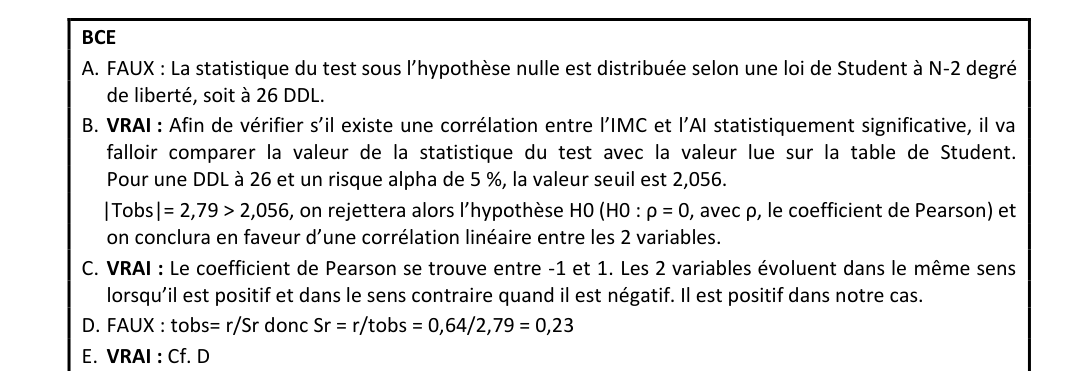 BCE
A. FAUX : La statistique du test sous l’hypothèse nulle est distribuée selon une loi de Student à N-2 degré
de liberté, soit à 26 DDL.
B. VRAI : Afin de vérifier s’il existe une corrélation entre l’IMC et l’AI statistiquement significative, il va
falloir comparer la valeur de la statistique du test avec la valeur lue sur la table de Student.
Pour une DDL à 26 et un risque alpha de 5 %, la valeur seuil est 2,056.
|Tobs|= 2,79 > 2,056, on rejettera alors l’hypothèse H0 (H0 : ρ = 0, avec ρ, le coefficient de Pearson) et
on conclura en faveur d’une corrélation linéaire entre les 2 variables.
C. VRAI : Le coefficient de Pearson se trouve entre -1 et 1. Les 2 variables évoluent dans le même sens
lorsqu’il est positif et dans le sens contraire quand il est négatif. Il est positif dans notre cas.
D. FAUX : tobs= r/Sr donc Sr = r/tobs = 0,64/2,79 = 0,23
E. VRAI : Cf. D